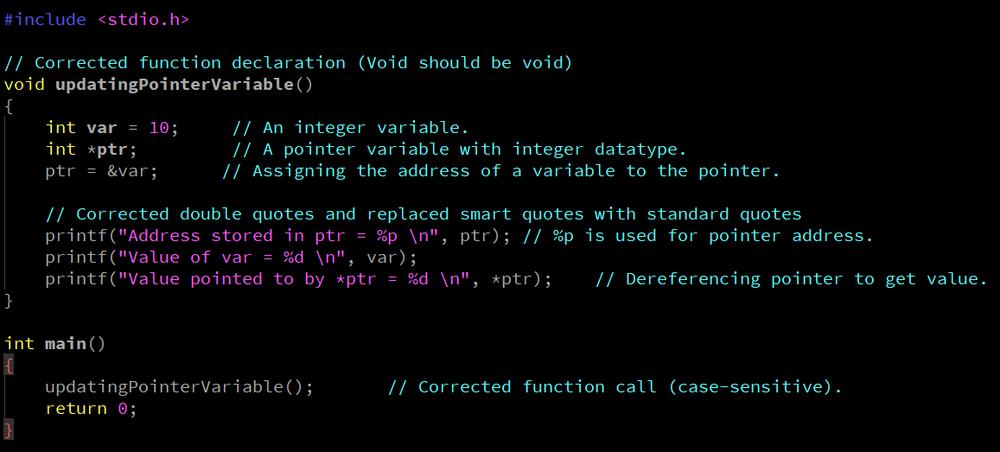 #include <stdio.h>
// Corrected function declaration (Void should be void)
void updatingPointerVariable()
{
    int var = 10;     // An integer variable.
    int *ptr;         // A pointer variable with integer datatype.
    ptr = &var;      // Assigning the address of a variable to the pointer.
    // Corrected double quotes and replaced smart quotes with standard quotes
    printf("Address stored in ptr = %p \n", ptr); // %p is used for pointer address.
    printf("Value of var = %d \n", var);
    printf("Value pointed to by *ptr = %d \n", *ptr);    // Dereferencing pointer to get value.
}
int main()
{
    updatingPointerVariable();       // Corrected function call (case-sensitive).
    return 0;
}